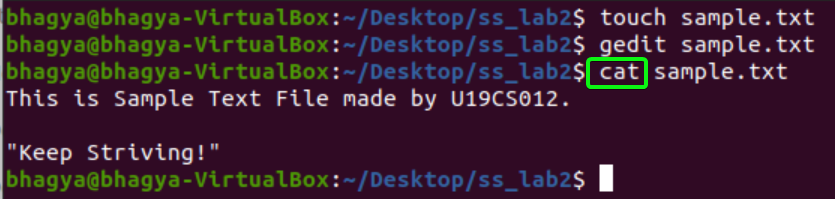 bhagya@bhagya-VirtualBox:~/Desktop/ss_lab2$ touch sample.txt
bhagya@bhagya-VirtualBox:~/Desktop/ss_lab2$ gedit sample.txt
bhagya@bhagya-VirtualBox:~/Desktop/ss_lab2$ cat sample.txt
This is Sample Text File made by U19CS012.

"Keep Striving!"
bhagya@bhagya-VirtualBox:~/Desktop/ss_lab2$